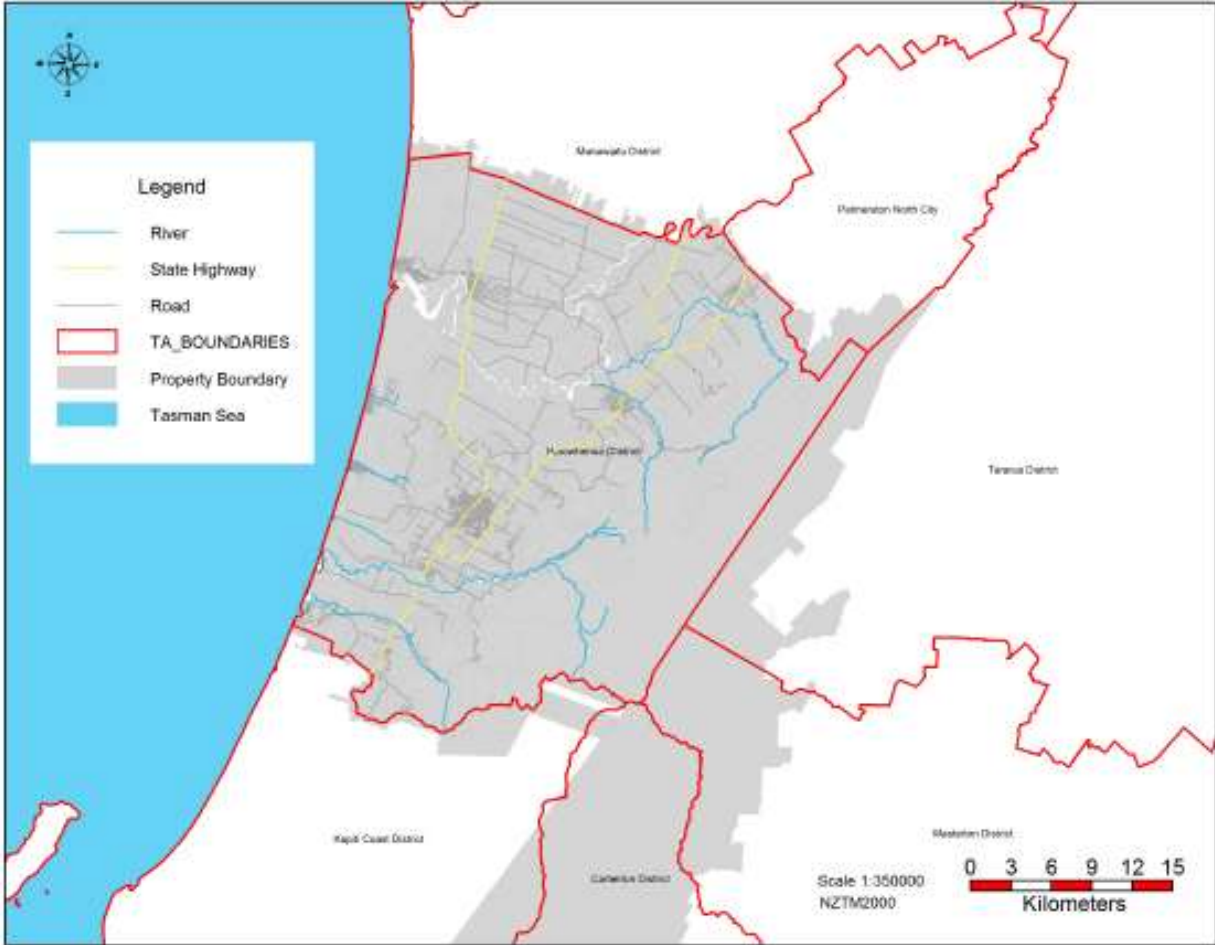 N
W E
S
Legend
River
State Highway
Road
TA_BOUNDARIES
Property Boundary
Tasman Sea
Manawatu District
Palmerston North City
Horowhenua District
Tararua District
Kapiti Coast District
Masterton District
Carterton District
Scale 1:350000
NZTM2000
0 3 6 9 12 15
Kilometers